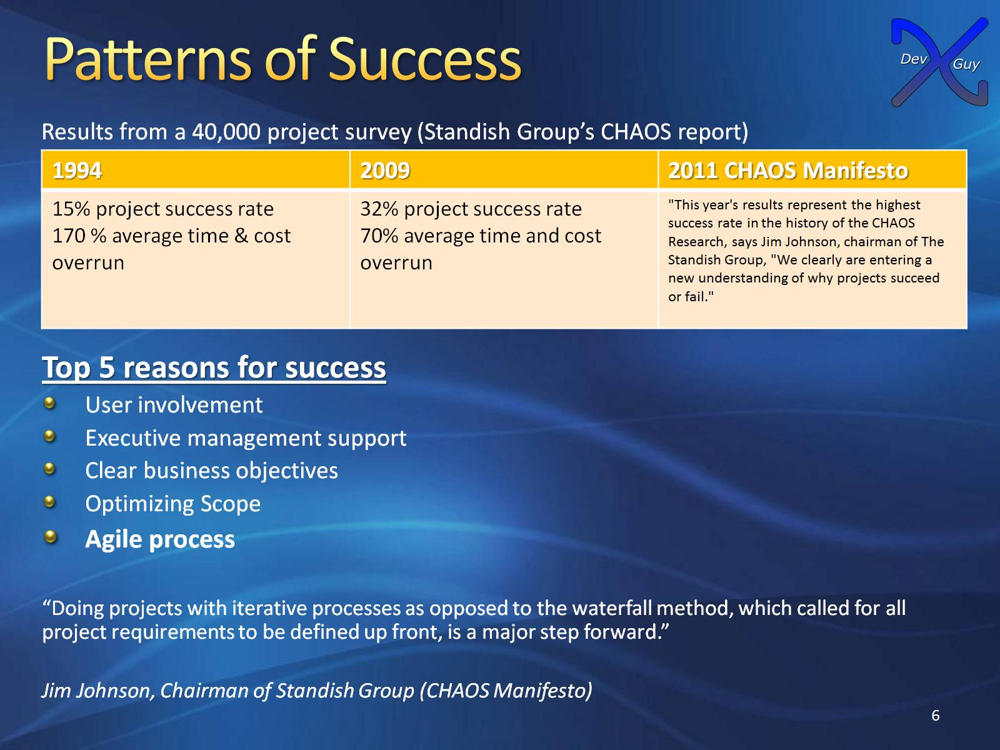 Patterns of Success
Dev Guy
Results from a 40,000 project survey (Standish Group’s CHAOS report)
1994
15% project success rate
170 % average time & cost
overrun
2009
32% project success rate
70% average time and cost
overrun
2011 CHAOS Manifesto
"This year's results represent the highest
success rate in the history of the CHAOS
Research, says Jim Johnson, chairman of The
Standish Group, "We clearly are entering a
new understanding of why projects succeed
or fail."
Top 5 reasons for success
User involvement
Executive management support
Clear business objectives
Optimizing Scope
Agile process
“Doing projects with iterative processes as opposed to the waterfall method, which called for all
project requirements to be defined up front, is a major step forward.”
Jim Johnson, Chairman of Standish Group (CHAOS Manifesto)
6